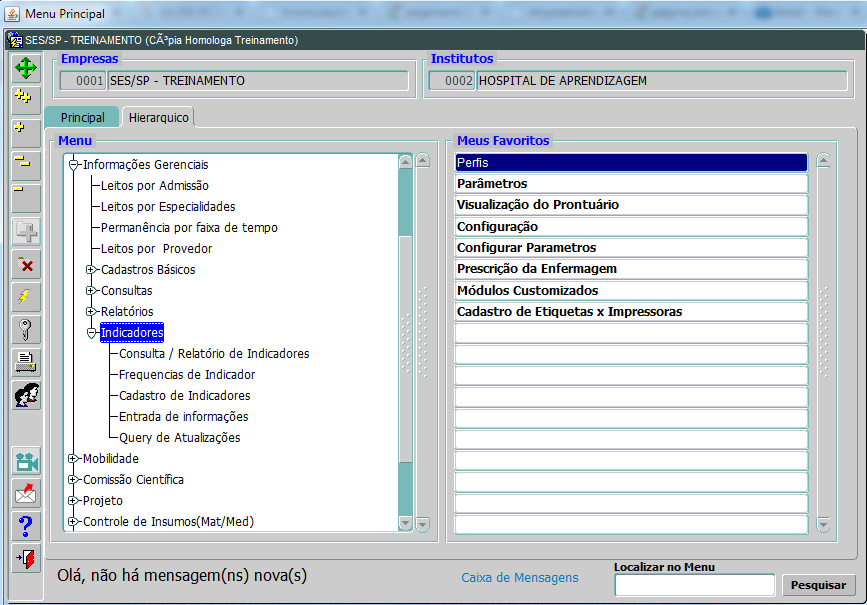 Menu Principal
SES/SP - TREINAMENTO (CÃ³pia Homologa Treinamento)
Empresas
0001 SES/SP - TREINAMENTO
Institutos
0002 HOSPITAL DE APRENDIZAGEM
Principal
Hierarquico
Menu
Informações Gerenciais
Leitos por Admissão
Leitos por Especialidades
Permanência por faixa de tempo
Leitos por Provedor
Cadastros Básicos
Consultas
Relatórios
Indicadores
Consulta / Relatório de Indicadores
Frequencias de Indicador
Cadastro de Indicadores
Entrada de informações
Query de Atualizações
Mobilidade
Comissão Científica
Projeto
Controle de Insumos(Mat/Med)
Meus Favoritos
Perfis
Parâmetros
Visualização do Prontuário
Configuração
Configurar Parametros
Prescrição da Enfermagem
Módulos Customizados
Cadastro de Etiquetas x Impressoras
Olá, não há mensagem(ns) nova(s)
Caixa de Mensagens
Localizar no Menu
Pesquisar